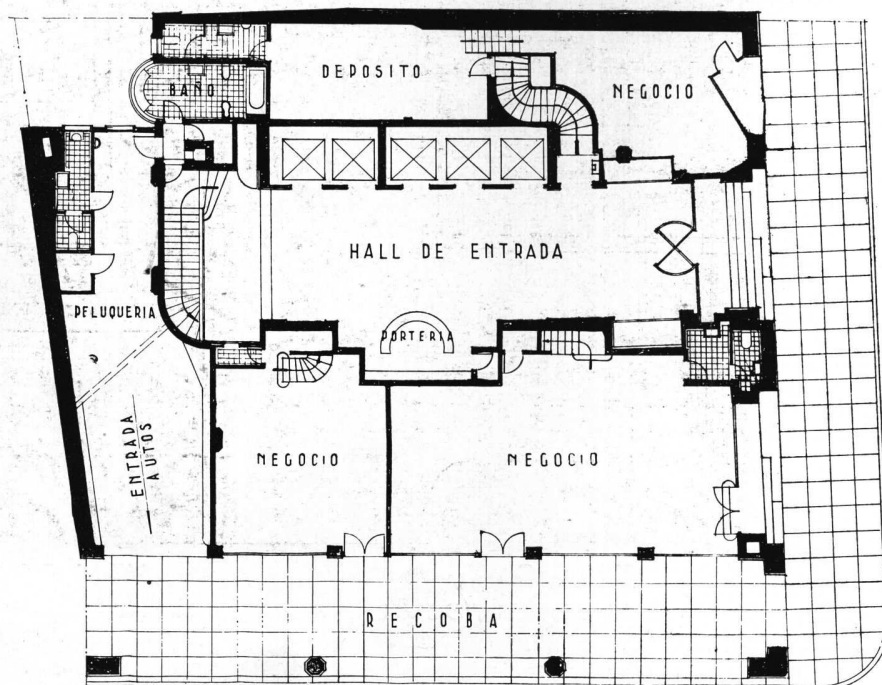 DEPOSITO
BAÑO
NEGOCIO
HALL DE ENTRADA
PELUQUERIA
PORTERIA
ENTRADA
AUTOS
NEGOCIO
NEGOCIO
RECOBA